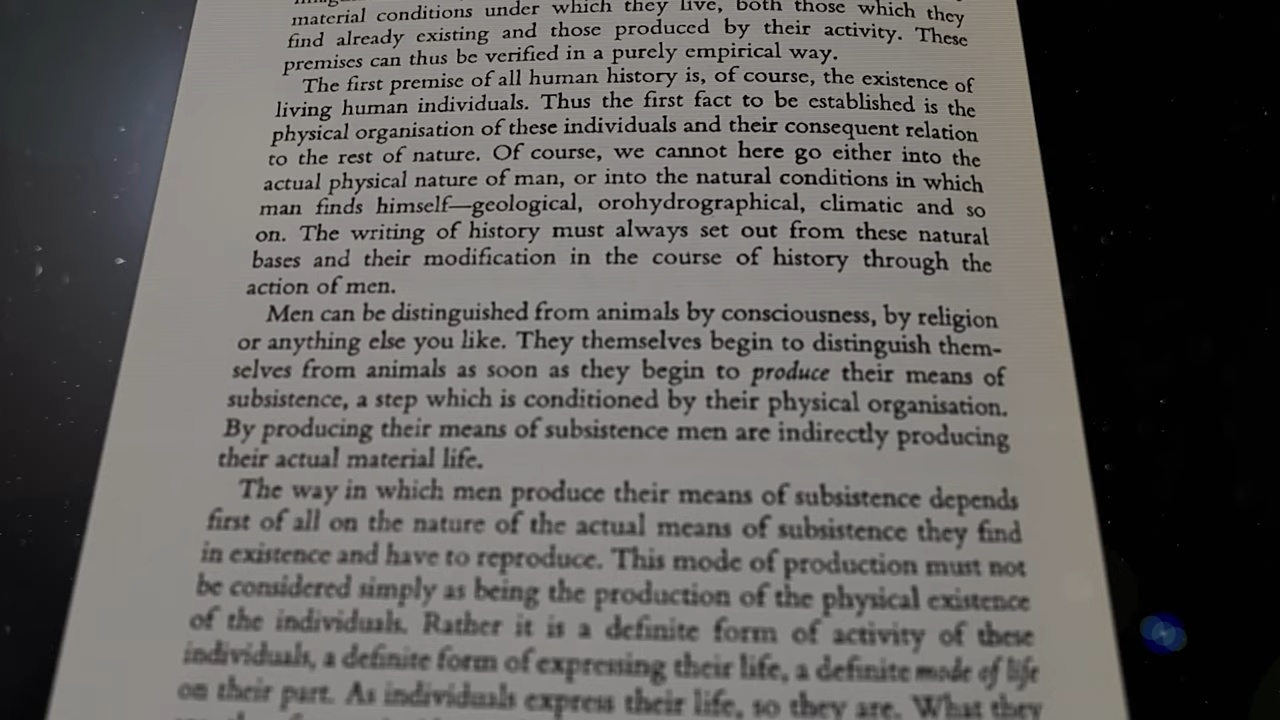 material conditions under which they live, both those which they
find already existing and those produced by their activity. These
premises can thus be verified in a purely empirical way.
The first premise of all human history is, of course, the existence of
living human individuals. Thus the first fact to be established is the
physical organisation of these individuals and their consequent relation
to the rest of nature. Of course, we cannot here go either into the
actual physical nature of man, or into the natural conditions in which
man finds himself—geological, orohydrographical, climatic and so
on. The writing of history must always set out from these natural
bases and their modification in the course of history through the
action of men.
Men can be distinguished from animals by consciousness, by religion
or anything else you like. They themselves begin to distinguish them-
selves from animals as soon as they begin to produce their means of
subsistence, a step which is conditioned by their physical organisation.
By producing their means of subsistence men are indirectly producing
their actual material life.
The way in which men produce their means of subsistence depends
first of all on the nature of the actual means of subsistence they find
in existence and have to reproduce. This mode of production must not
be considered simply as being the production of the physical existence
of the individuals. Rather it is a definite form of activity of these
individuals, a definite form of expressing their life, a definite mode of life
on their part. As individuals express their life, so they are. What they